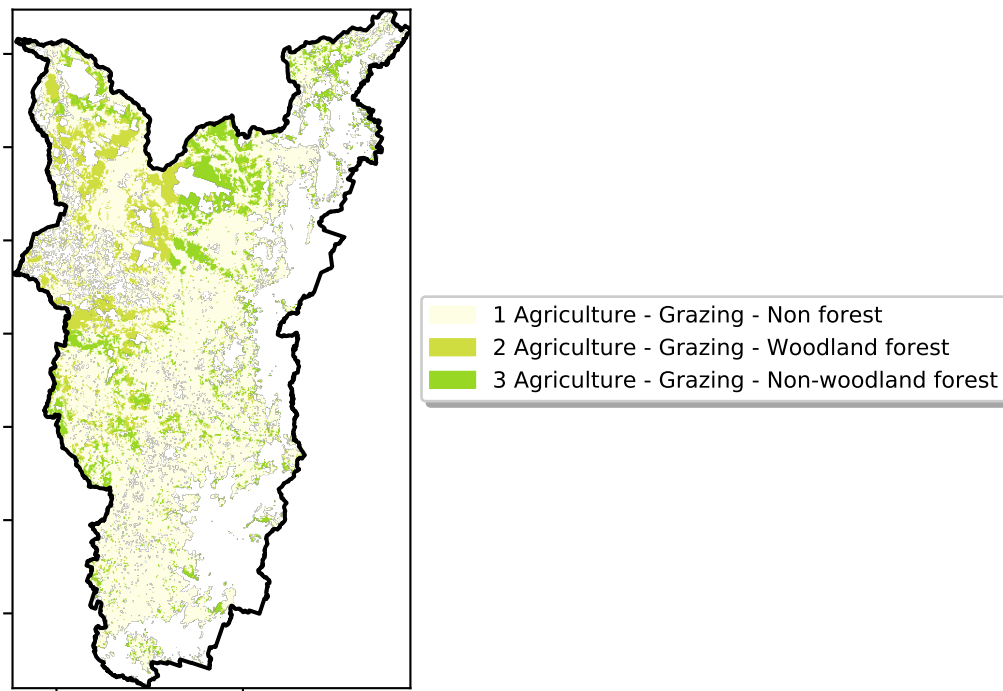 1 Agriculture - Grazing - Non forest
2 Agriculture - Grazing - Woodland forest
3 Agriculture - Grazing - Non-woodland forest